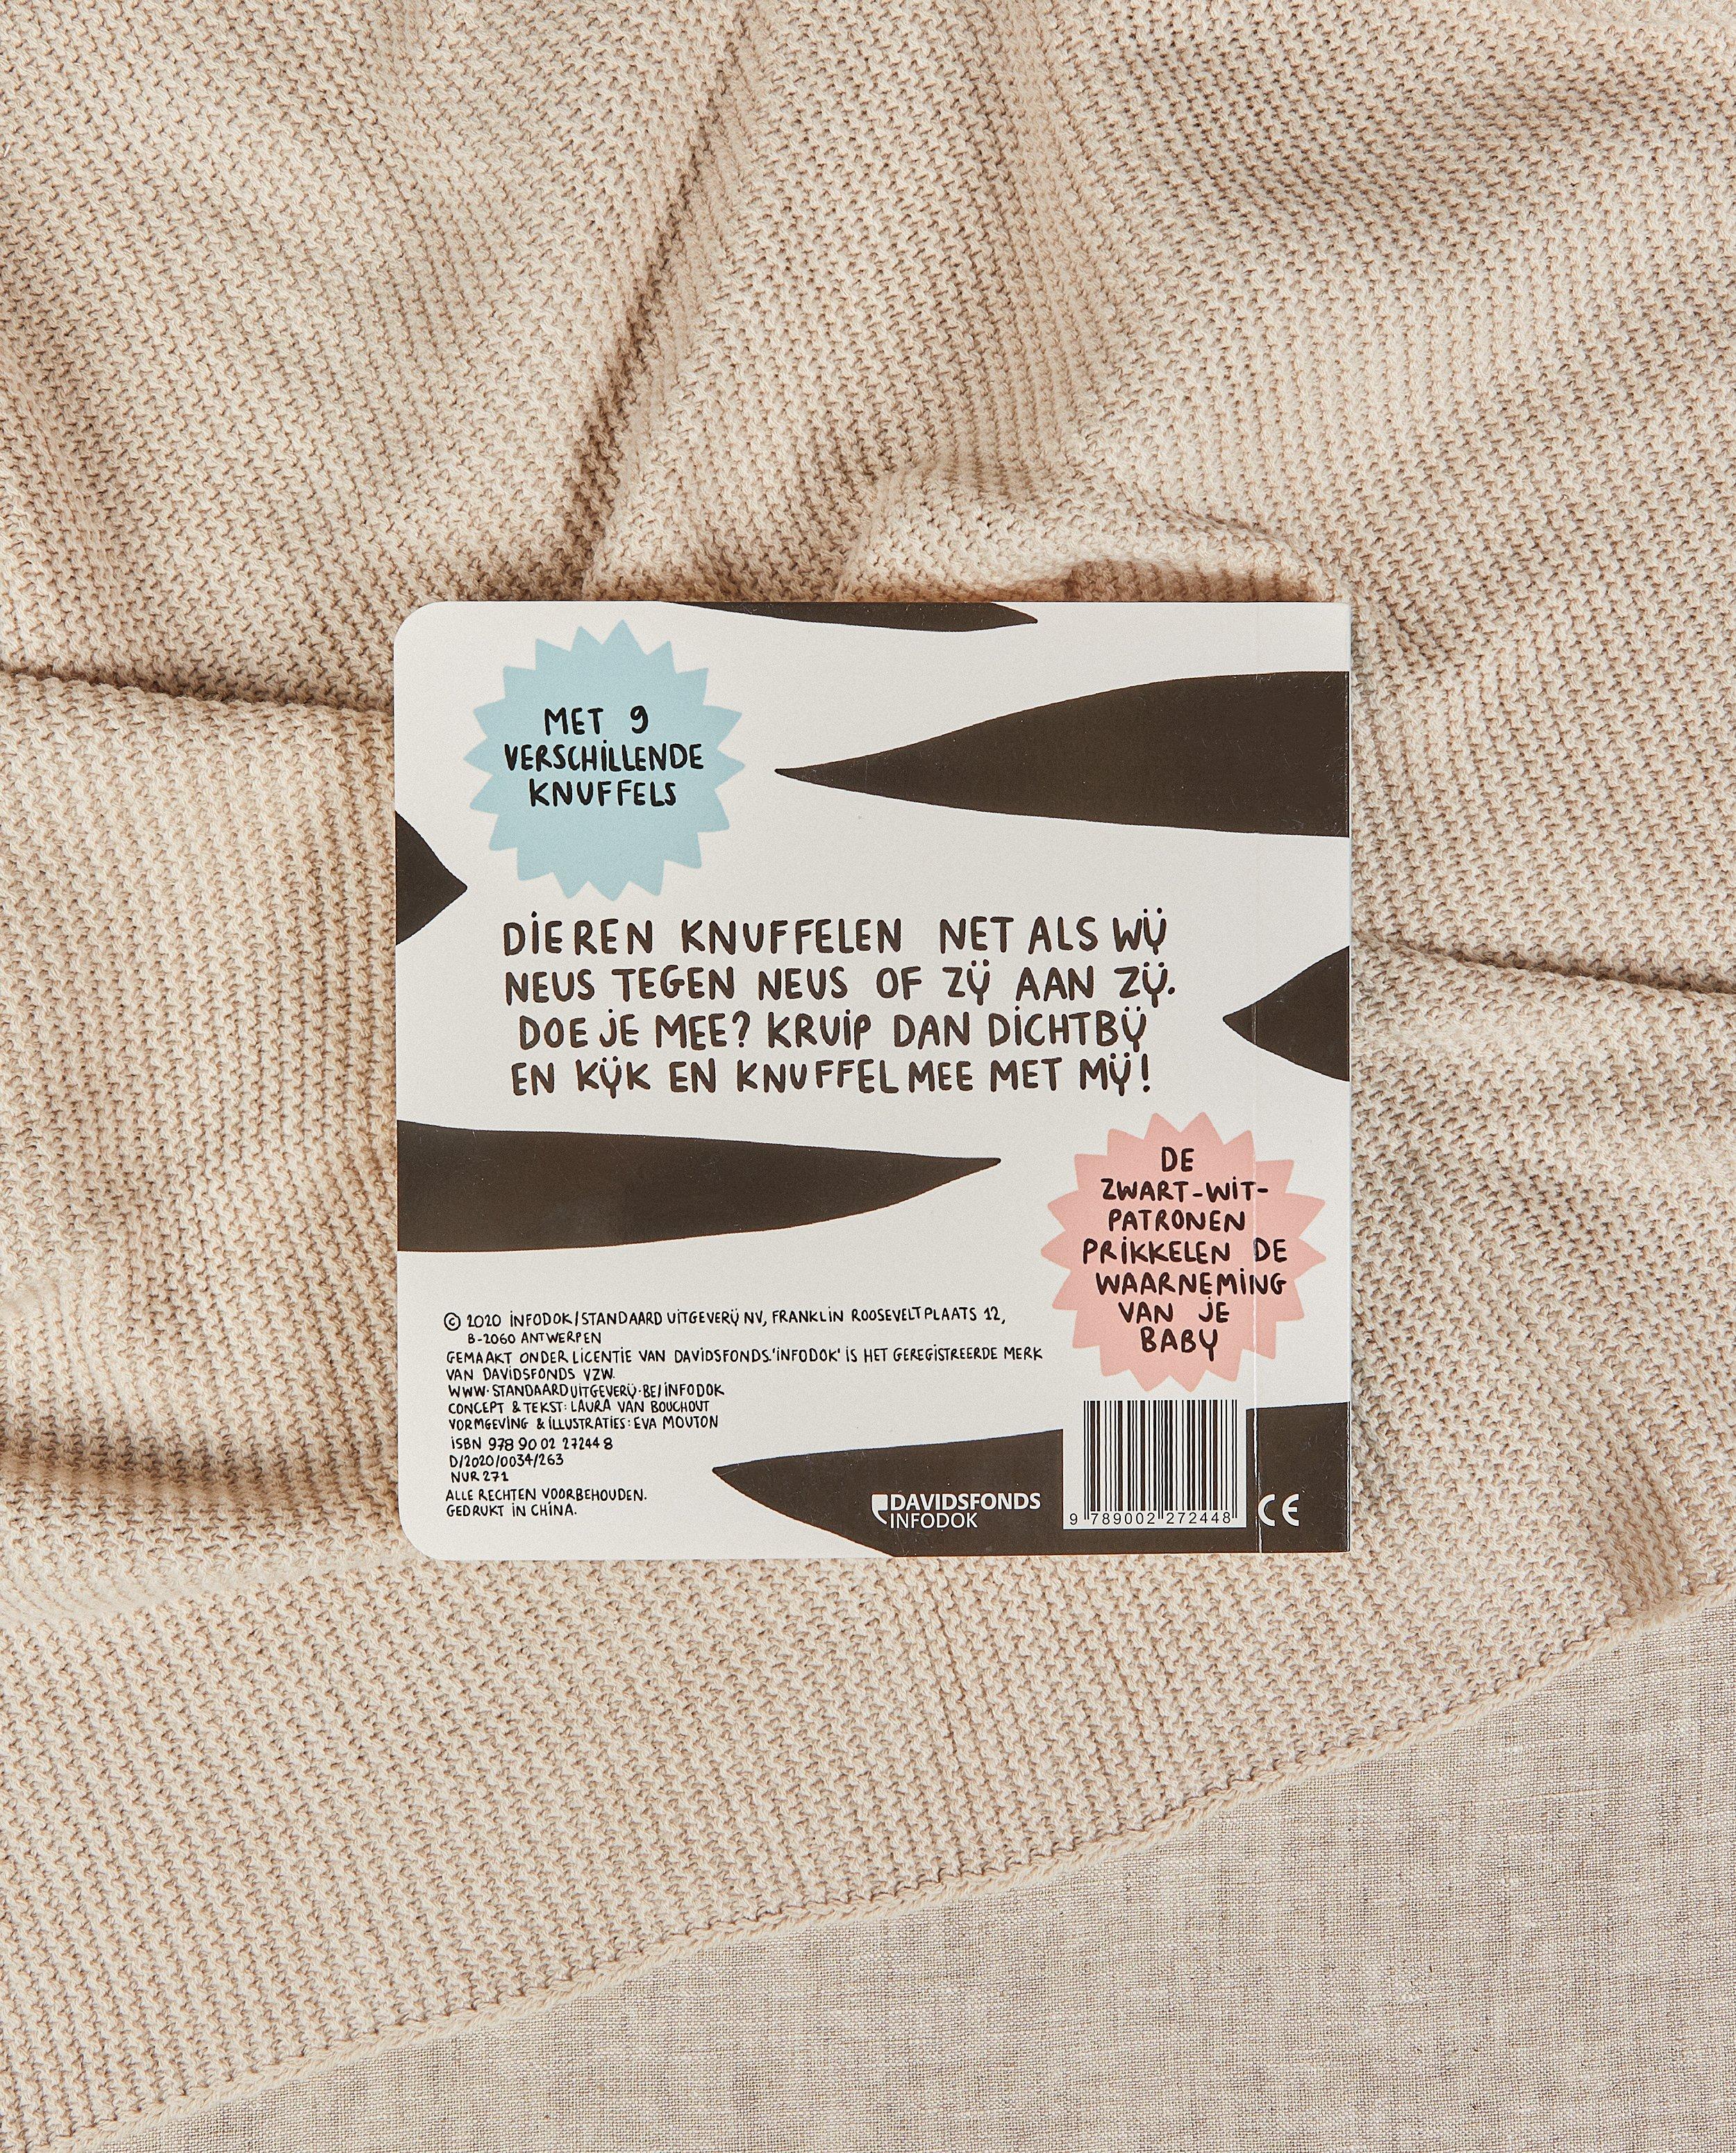 MET 9
VERSCHILLENDE
KNUFFELS
DIEREN KNUFFELEN NET ALS WIJ
NEUS TEGEN NEUS OF ZIJ AAN ZIJ.
DOE JE MEE? KRUIP DAN DICHTBIJ
EN KIJK EN KNUFFEL MEE MET MIJ!
DE
ZWART-WIT-
PATRONEN
PRIKKELEN DE
WAARNEMING
VAN JE
BABY
© 2020 INFODOK/STANDAARD UITGEVERIJ NV, FRANKLIN ROOSEVELTPLAATS 12,
B-2060 ANTWERPEN
GEMAAKT ONDER LICENTIE VAN DAVIDSFONDS. 'INFODOK' IS HET GEREGISTREERDE MERK
VAN DAVIDSFONDS VZW.
WWW.STANDAARDUITGEVERIJ.BE/INFODOK
CONCEPT & TEKST: LAURA VAN BOUCHOUT
VORMGEVING & ILLUSTRATIES: EVA MOUTON
ISBN 978 90 02 27244 8
D/2020/0034/263
NUR 271
ALLE RECHTEN VOORBEHOUDEN.
GEDRUKT IN CHINA.
DAVIDSFONDS
INFODOK
9 789002 272448
CE